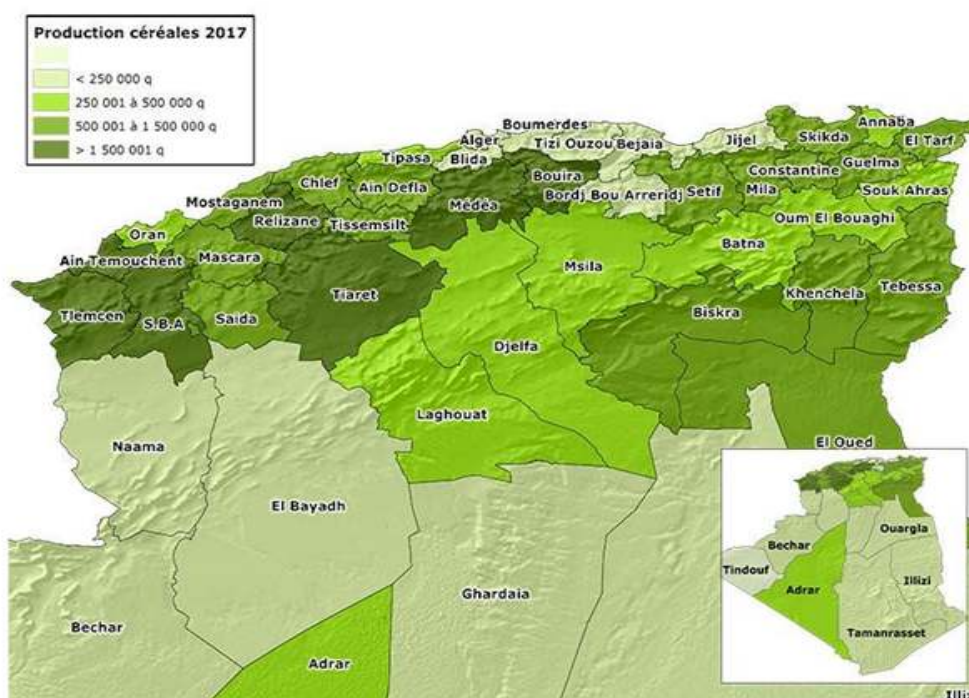 Production céréales 2017
< 250 000 q
250 001 à 500 000 q
500 001 à 1 500 000 q
> 1 500 001 q
Boumerdes
Alger
Tizi Ouzou
Bejaia
Jijel
Skikda
Annaba
El Tarf
Tipasa
Blida
Bouira
Constantine
Guelma
Chlef
Ain Defla
Médéa
Bordj Bou Arreridj
Setif
Mila
Souk Ahras
Mostaganem
Relizane
Tissemsilt
Oum El Bouaghi
Oran
Batna
Ain Temouchent
Mascara
Msila
Tiaret
Khenchela
Tebessa
Tlemcen
S.B.A
Saida
Biskra
Djelfa
Laghouat
Naama
El Oued
El Bayadh
Ghardaia
Bechar
Adrar
Ouargla
Bechar
Tindouf
Illizi
Adrar
Tamanrasset
Illiz